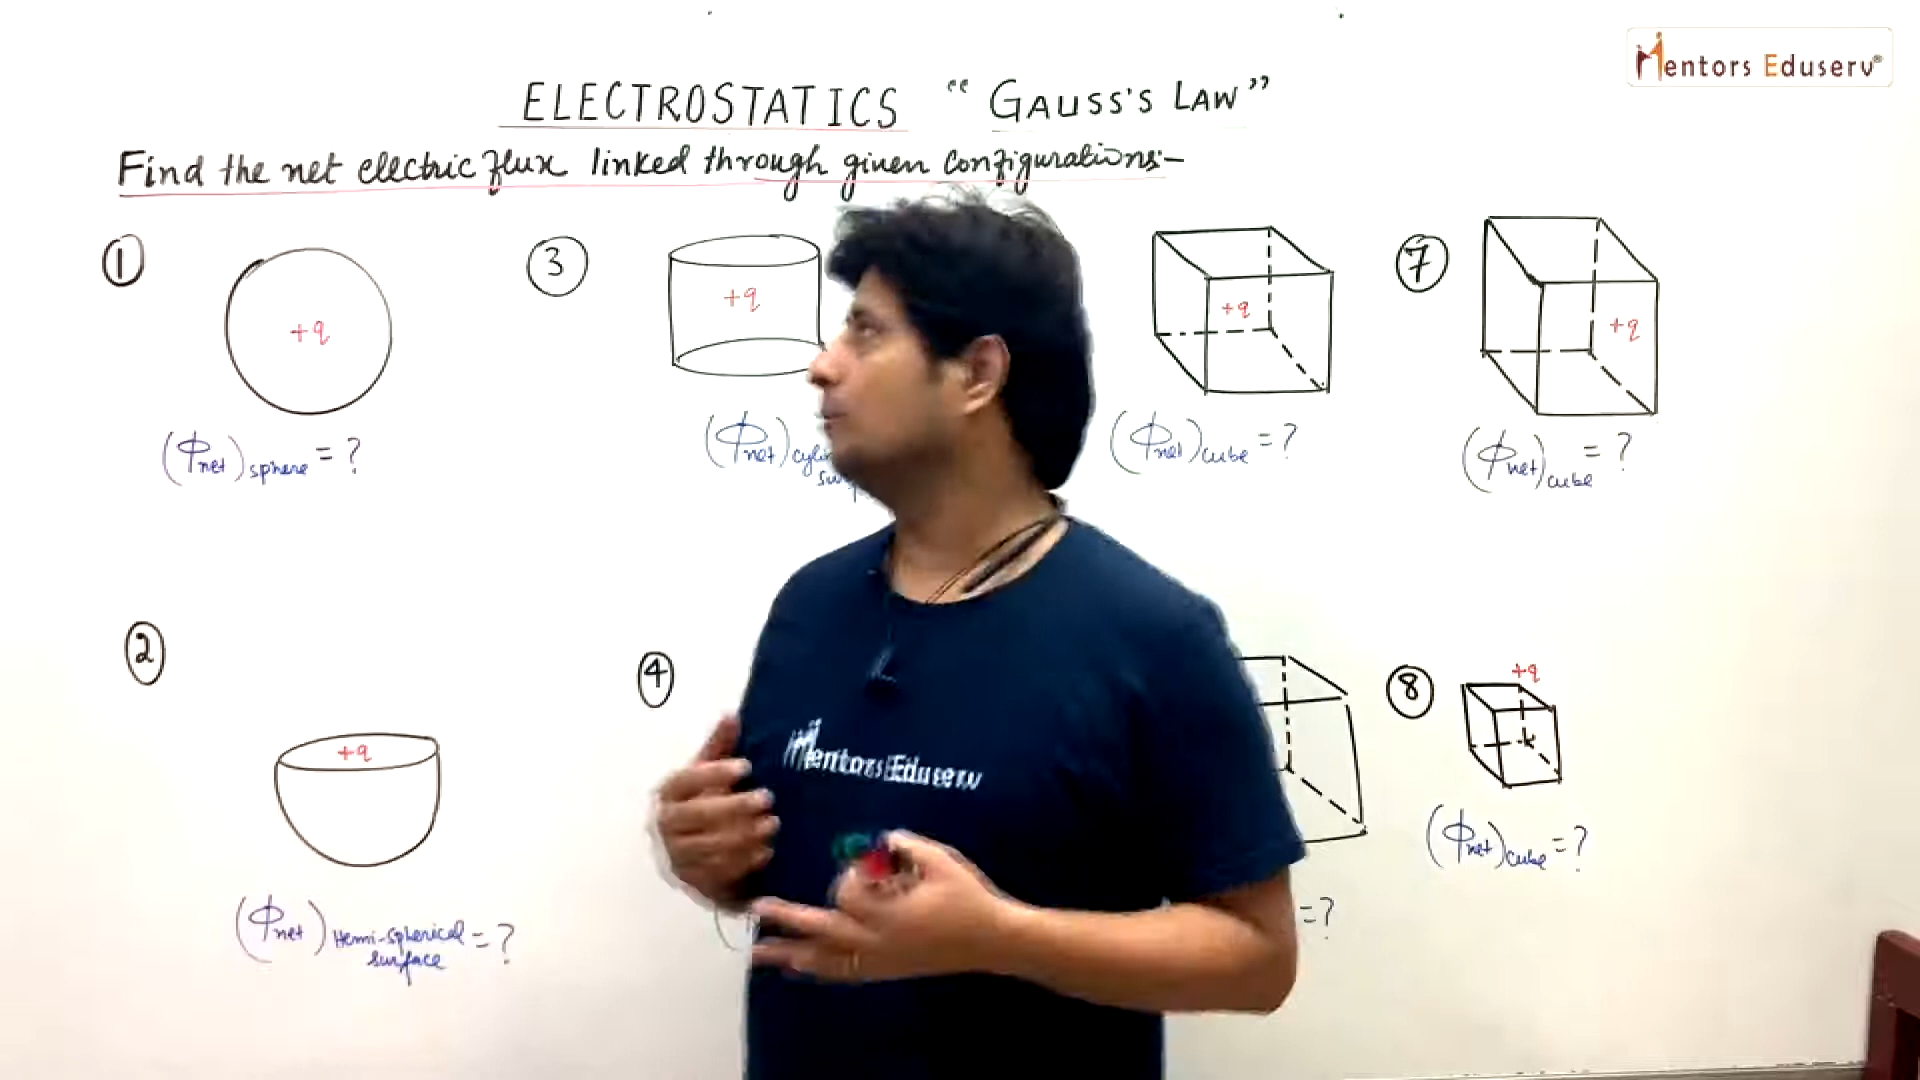 Mentors Eduserv®
ELECTROSTATICS "GAUSS'S LAW"
Find the net electric flux linked through given configurations:-
1
+q
(Φnet)sphere = ?
3
+q
(Φnet)
+q
(Φnet)cube = ?
7
+q
(Φnet)cube = ?
2
+q
(Φnet)Hemi-spherical surface = ?
4
= ?
8
+q
(Φnet)cube = ?
Mentors Eduserv